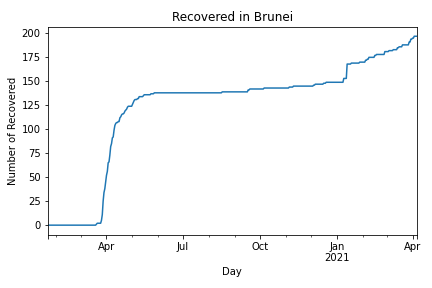 Recovered in Brunei
Number of Recovered
200
175
150
125
100
75
50
25
0
Apr
Jul
Oct
Jan
2021
Apr
Day